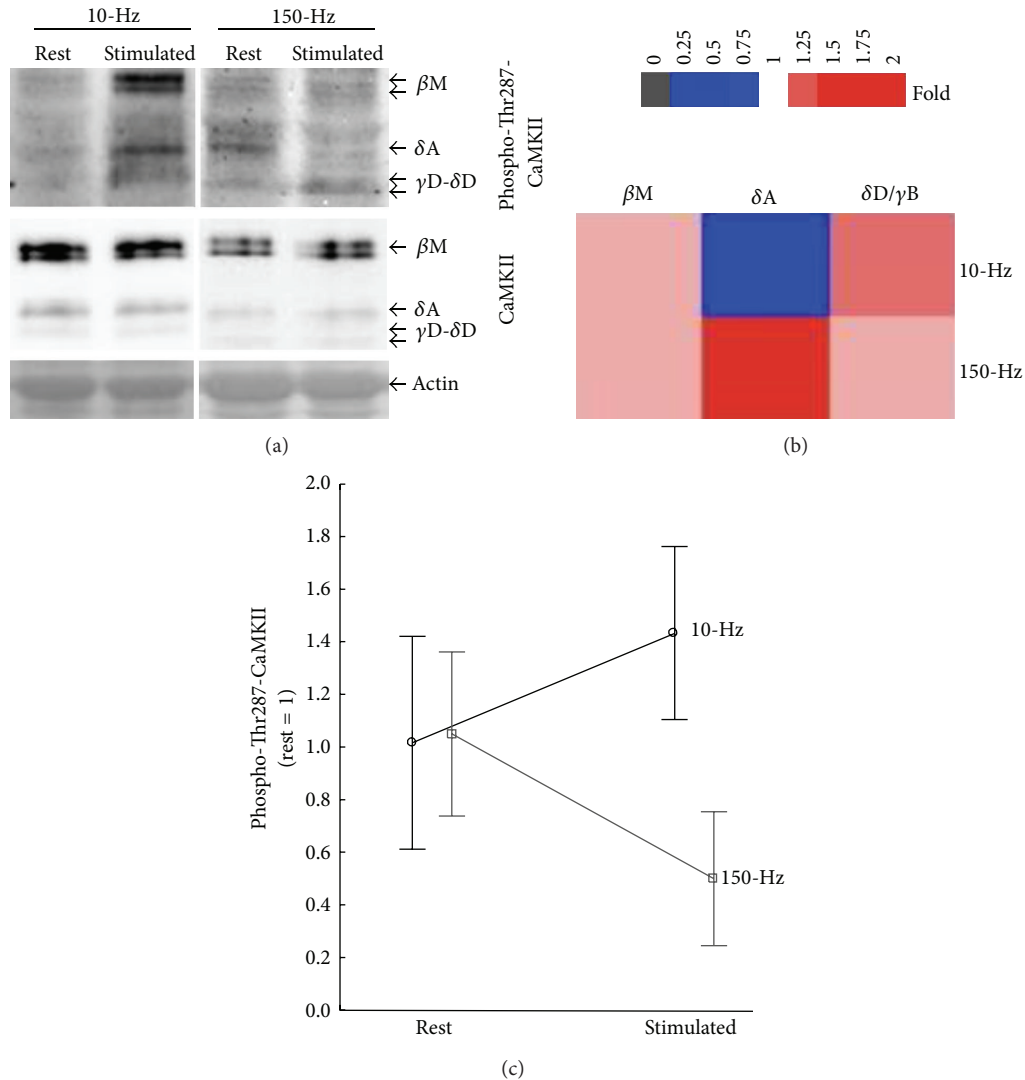 10-Hz 150-Hz
Rest Stimulated Rest Stimulated
βM
δA
γD-δD
Phospho-Thr287-
CaMKII
βM
δA
γD-δD
CaMKII
Actin
(a)
0 0.25 0.5 0.75 1 1.25 1.5 1.75 2
Fold
βM δA δD/γB
10-Hz
150-Hz
(b)
2.0
1.8
1.6
1.4
1.2
1.0
0.8
0.6
0.4
0.2
0.0
Phospho-Thr287-CaMKII
(rest = 1)
10-Hz
150-Hz
Rest Stimulated
(c)